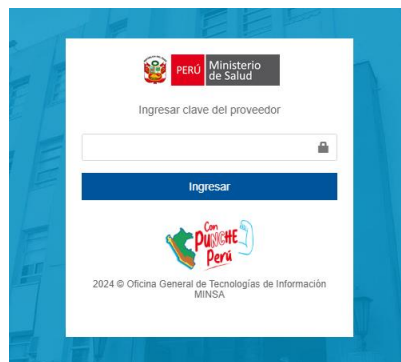 PERÚ
Ministerio
de Salud
Ingresar clave del proveedor
Ingresar
Con
PUNCHE
Perú
2024 © Oficina General de Tecnologías de Información
MINSA